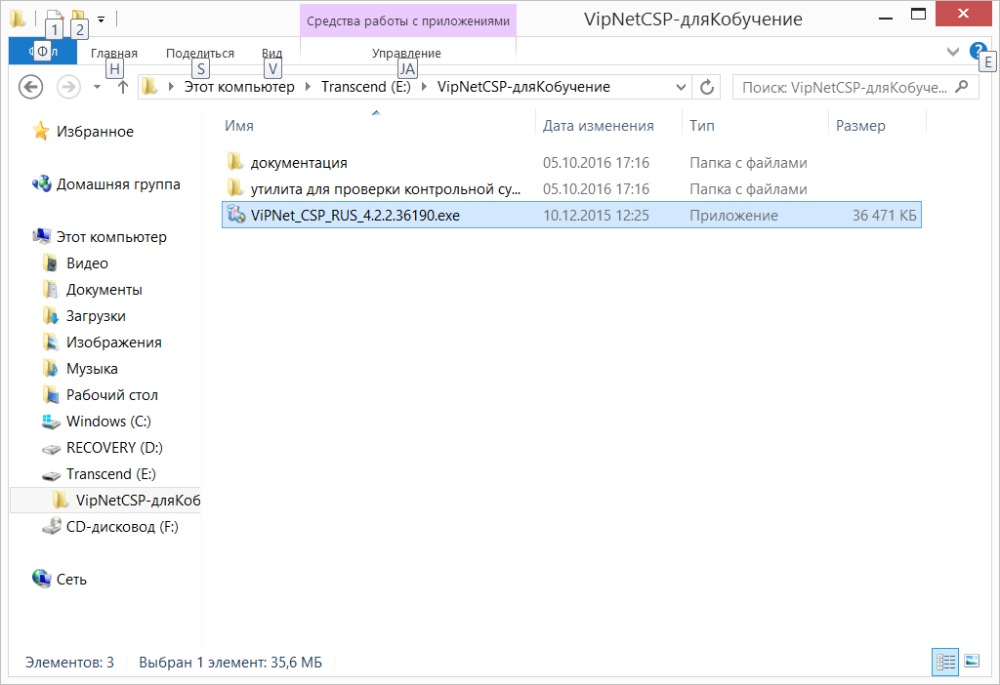 Средства работы с приложениями
VipNetCSP-дляКобучение
1
2
Ф
Главная
Поделиться
Вид
Управление
H
S
V
JA
E
Этот компьютер
Transcend (E:)
VipNetCSP-дляКобучение
Поиск: VipNetCSP-дляКобуче...
Имя
Дата изменения
Тип
Размер
документация
05.10.2016 17:16
Папка с файлами
утилита для проверки контрольной су...
05.10.2016 17:16
Папка с файлами
ViPNet_CSP_RUS_4.2.2.36190.exe
10.12.2015 12:25
Приложение
36 471 КБ
Избранное
Домашняя группа
Этот компьютер
Видео
Документы
Загрузки
Изображения
Музыка
Рабочий стол
Windows (C:)
RECOVERY (D:)
Transcend (E:)
VipNetCSP-дляКоб
CD-дисковод (F:)
Сеть
Элементов: 3
Выбран 1 элемент: 35,6 МБ